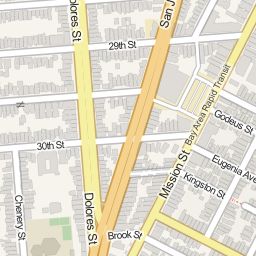 Dolores St
San J
29th St
Bay Area Rapid Transit
Godeus St
30th St
Mission St
Eugenia Ave
Kingston St
Chenery St
Dolores St
Brook St